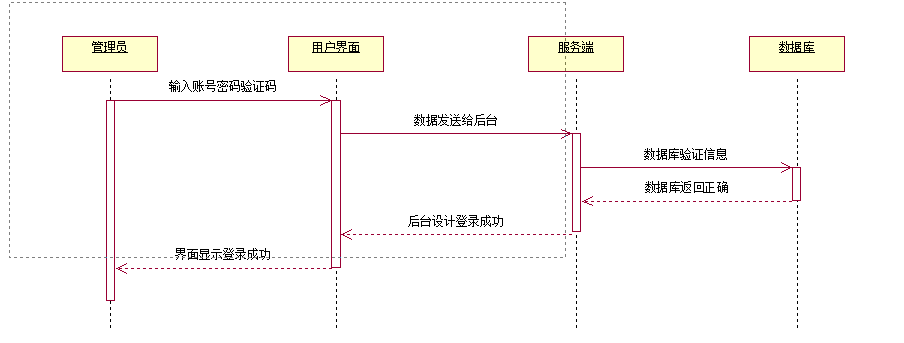 管理员
用户界面
服务端
数据库
输入账号密码验证码
数据发送给后台
数据库验证信息
数据库返回正确
后台设计登录成功
界面显示登录成功